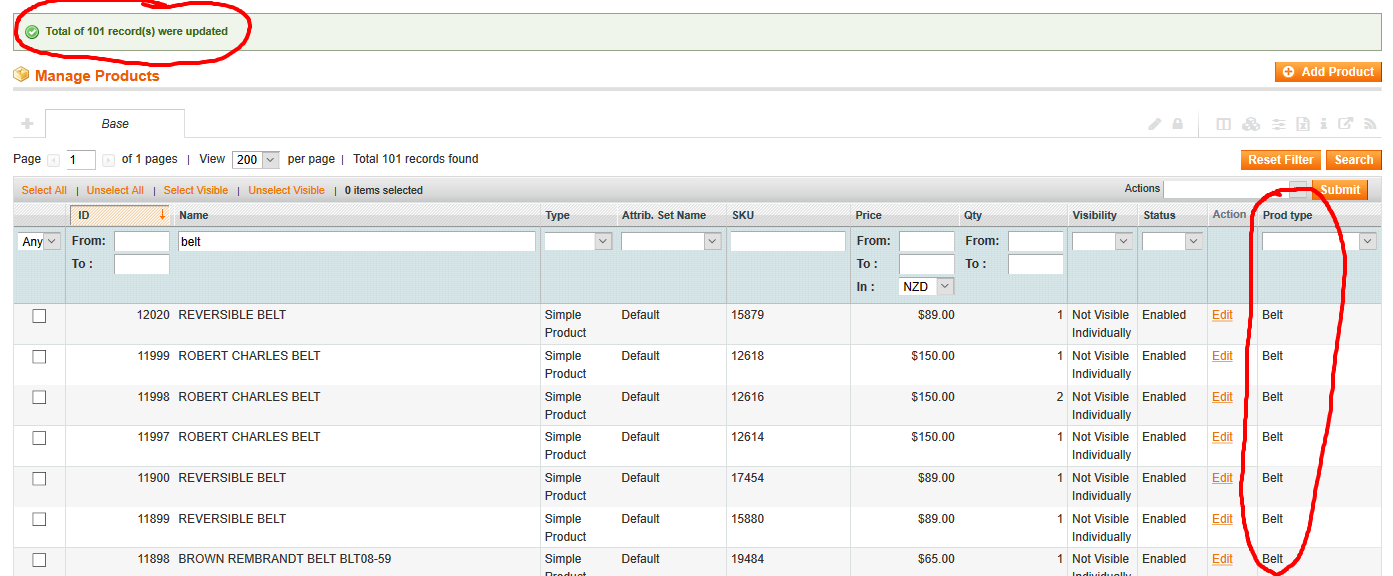 Total of 101 record(s) were updated
Manage Products
Add Product
Base
Page 1 of 1 pages | View 200 per page | Total 101 records found
Reset Filter Search
Select All | Unselect All | Select Visible | Unselect Visible | 0 items selected
Actions Submit
ID Name Type Attrib. Set Name SKU Price Qty Visibility Status Action Prod type
Any From: belt From: From:
To : To : To :
In : NZD
12020 REVERSIBLE BELT Simple Default 15879 $89.00 1 Not Visible Enabled Edit Belt
Product Individually
11999 ROBERT CHARLES BELT Simple Default 12618 $150.00 1 Not Visible Enabled Edit Belt
Product Individually
11998 ROBERT CHARLES BELT Simple Default 12616 $150.00 2 Not Visible Enabled Edit Belt
Product Individually
11997 ROBERT CHARLES BELT Simple Default 12614 $150.00 1 Not Visible Enabled Edit Belt
Product Individually
11900 REVERSIBLE BELT Simple Default 17454 $89.00 1 Not Visible Enabled Edit Belt
Product Individually
11899 REVERSIBLE BELT Simple Default 15880 $89.00 1 Not Visible Enabled Edit Belt
Product Individually
11898 BROWN REMBRANDT BELT BLT08-59 Simple Default 19484 $65.00 1 Not Visible Enabled Edit Belt
Product Individually